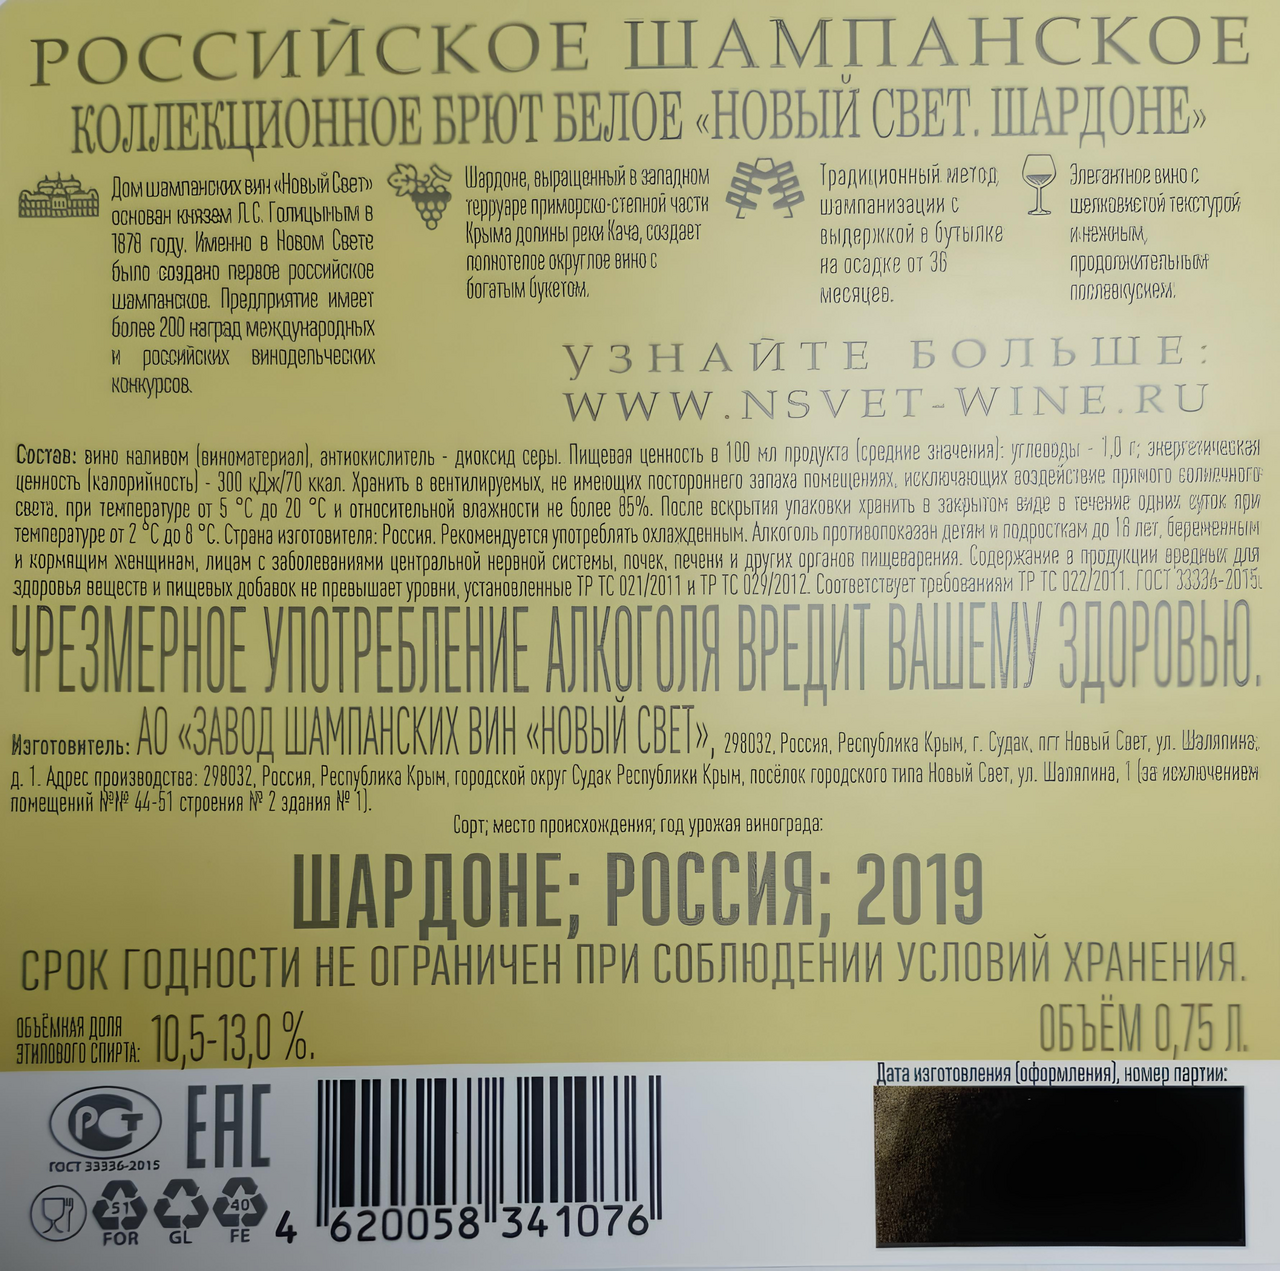 РОССИЙСКОЕ ШАМПАНСКОЕ
КОЛЛЕКЦИОННОЕ БРЮТ БЕЛОЕ «НОВЫЙ СВЕТ. ШАРДОНЕ»
Дом шампанских вин «Новый Свет»
основан князем Л.С. Голицыным в
1878 году. Именно в Новом Свете
было создано первое российское
шампанское. Предприятие имеет
более 200 наград международных
и российских винодельческих
конкурсов.
Шардоне, выращенный в западном
терруаре приморско-степной части
Крыма долины реки Кача, создает
полнотелое округлое вино с
богатым букетом.
Традиционный метод
шампанизации с
выдержкой в бутылке
на осадке от 36
месяцев.
Элегантное вино с
шелковистой текстурой
и нежным,
продолжительным
послевкусием.
УЗНАЙТЕ БОЛЬШЕ:
WWW.NSVET-WINE.RU
Состав: вино наливом (виноматериал), антиокислитель - диоксид серы. Пищевая ценность в 100 мл продукта (средние значения): углеводы - 1,0 г; энергетическая
ценность (калорийность) - 300 кДж/70 ккал. Хранить в вентилируемых, не имеющих постороннего запаха помещениях, исключающих воздействие прямого солнечного
света, при температуре от 5 °С до 20 °С и относительной влажности не более 85%. После вскрытия упаковки хранить в закрытом виде в течение одних суток при
температуре от 2 °С до 8 °С. Страна изготовителя: Россия. Рекомендуется употреблять охлажденным. Алкоголь противопоказан детям и подросткам до 18 лет, беременным
и кормящим женщинам, лицам с заболеваниями центральной нервной системы, почек, печени и других органов пищеварения. Содержание в продукции вредных для
здоровья веществ и пищевых добавок не превышает уровни, установленные ТР ТС 021/2011 и ТР ТС 029/2012. Соответствует требованиям ТР ТС 022/2011. ГОСТ 33336-2015.
ЧРЕЗМЕРНОЕ УПОТРЕБЛЕНИЕ АЛКОГОЛЯ ВРЕДИТ ВАШЕМУ ЗДОРОВЬЮ.
Изготовитель: АО «ЗАВОД ШАМПАНСКИХ ВИН «НОВЫЙ СВЕТ», 298032, Россия, Республика Крым, г. Судак, пгт Новый Свет, ул. Шаляпина,
д. 1. Адрес производства: 298032, Россия, Республика Крым, городской округ Судак Республики Крым, посёлок городского типа Новый Свет, ул. Шаляпина, 1 (за исключением
помещений №№ 44-51 строения № 2 здания № 1).
Сорт; место происхождения; год урожая винограда:
ШАРДОНЕ; РОССИЯ; 2019
СРОК ГОДНОСТИ НЕ ОГРАНИЧЕН ПРИ СОБЛЮДЕНИИ УСЛОВИЙ ХРАНЕНИЯ.
ОБЪЁМНАЯ ДОЛЯ
ЭТИЛОВОГО СПИРТА: 10,5-13,0 %.
ОБЪЁМ 0,75 Л.
Дата изготовления (оформления), номер партии:
РСТ
ГОСТ 33336-2015
ЕАС
51
FOR
GL
40
FE
4 620058 341076